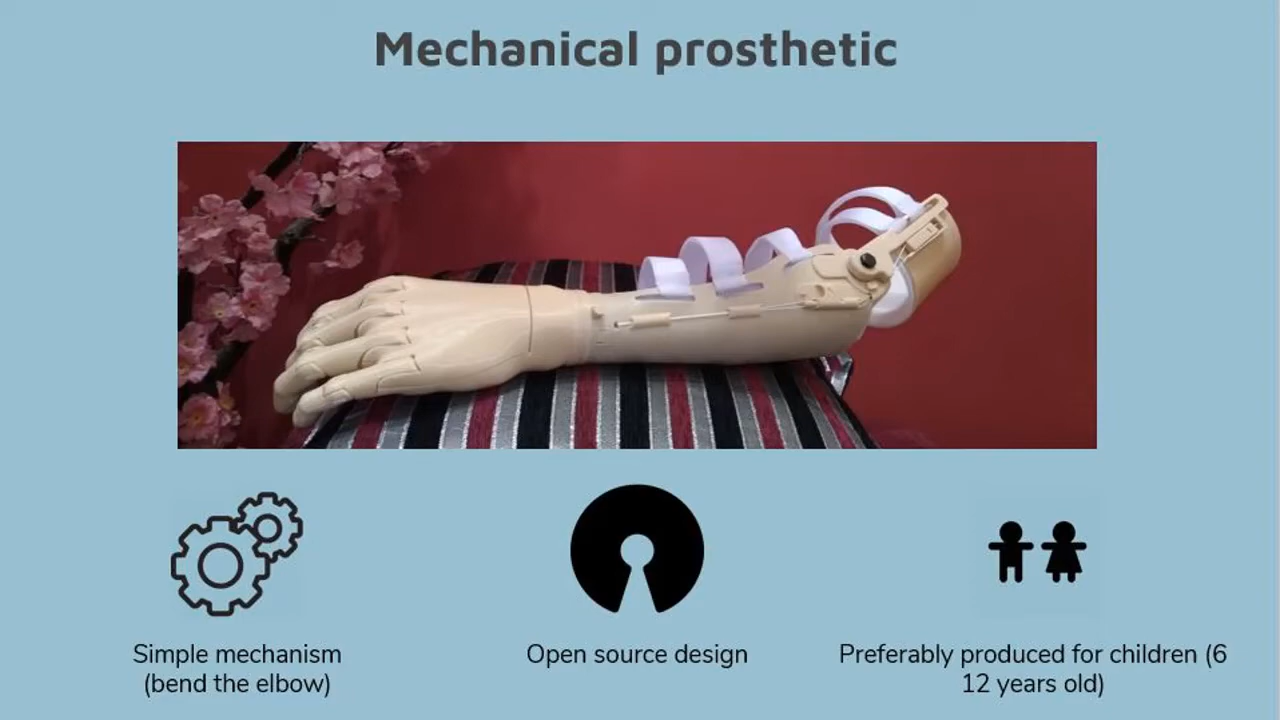 Mechanical prosthetic
Simple mechanism
(bend the elbow)
Open source design
Preferably produced for children (6
12 years old)